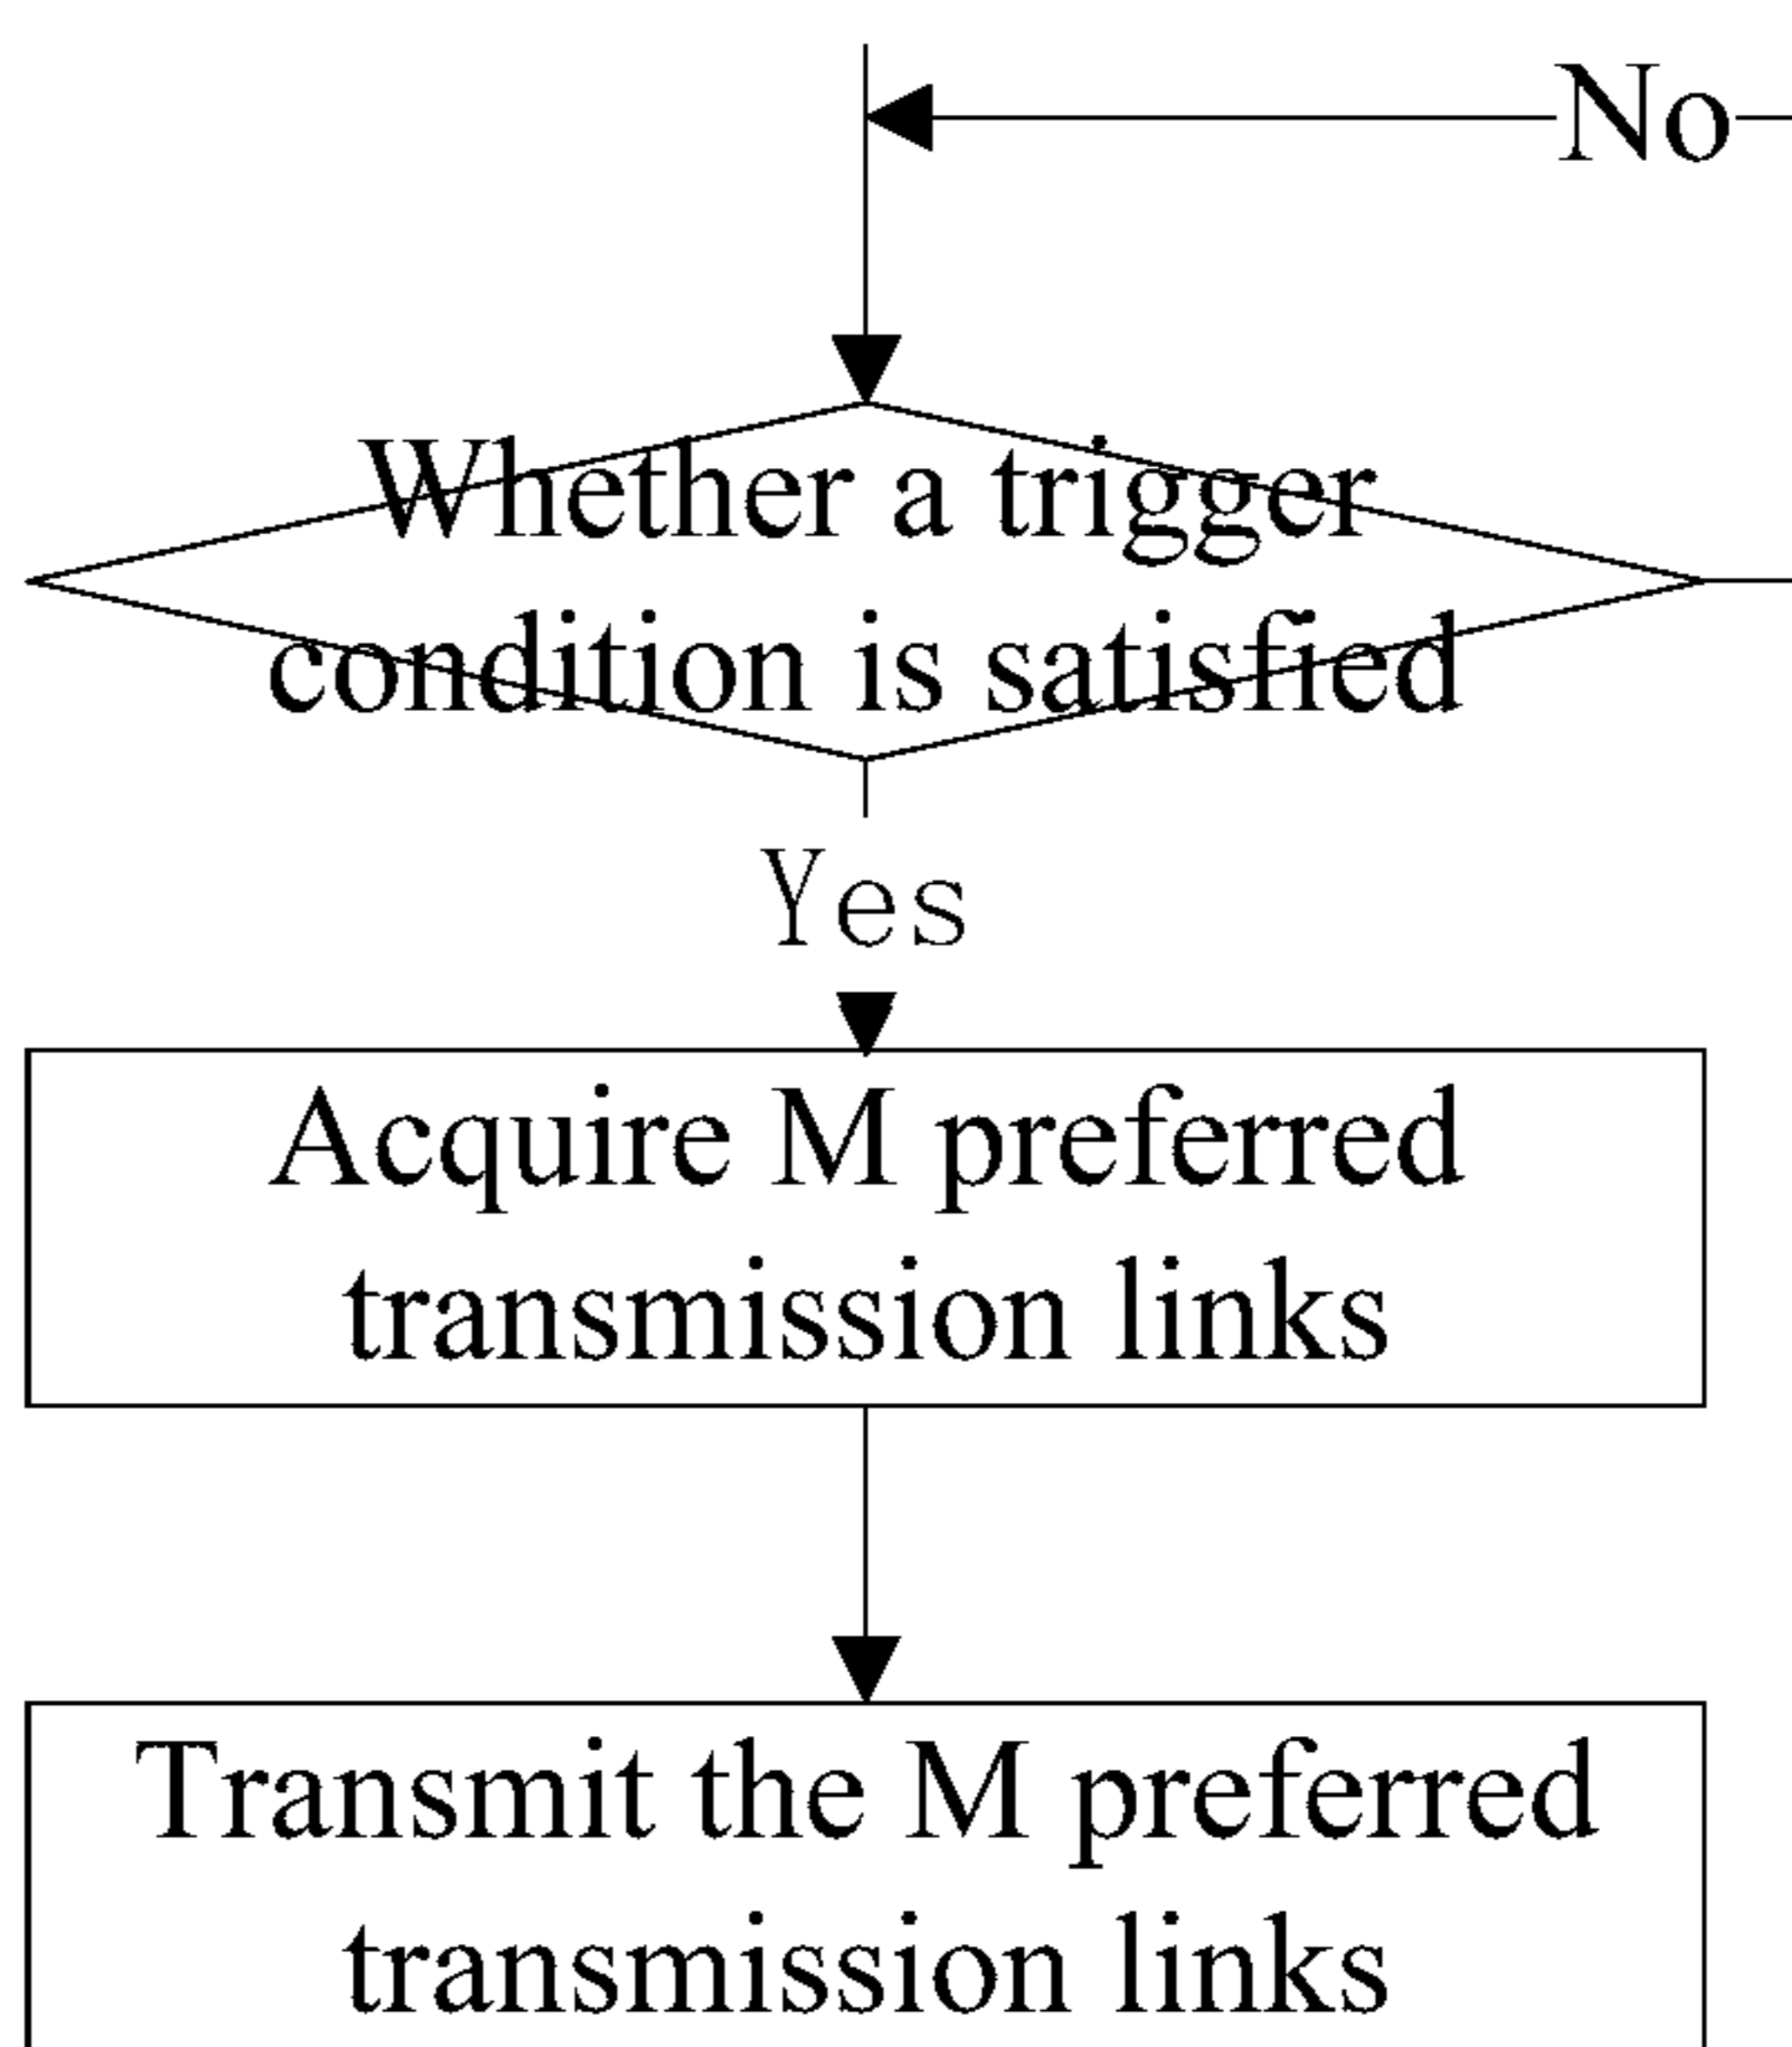 No
Whether a trigger
condition is satisfied
Yes
Acquire M preferred
transmission links
Transmit the M preferred
transmission links